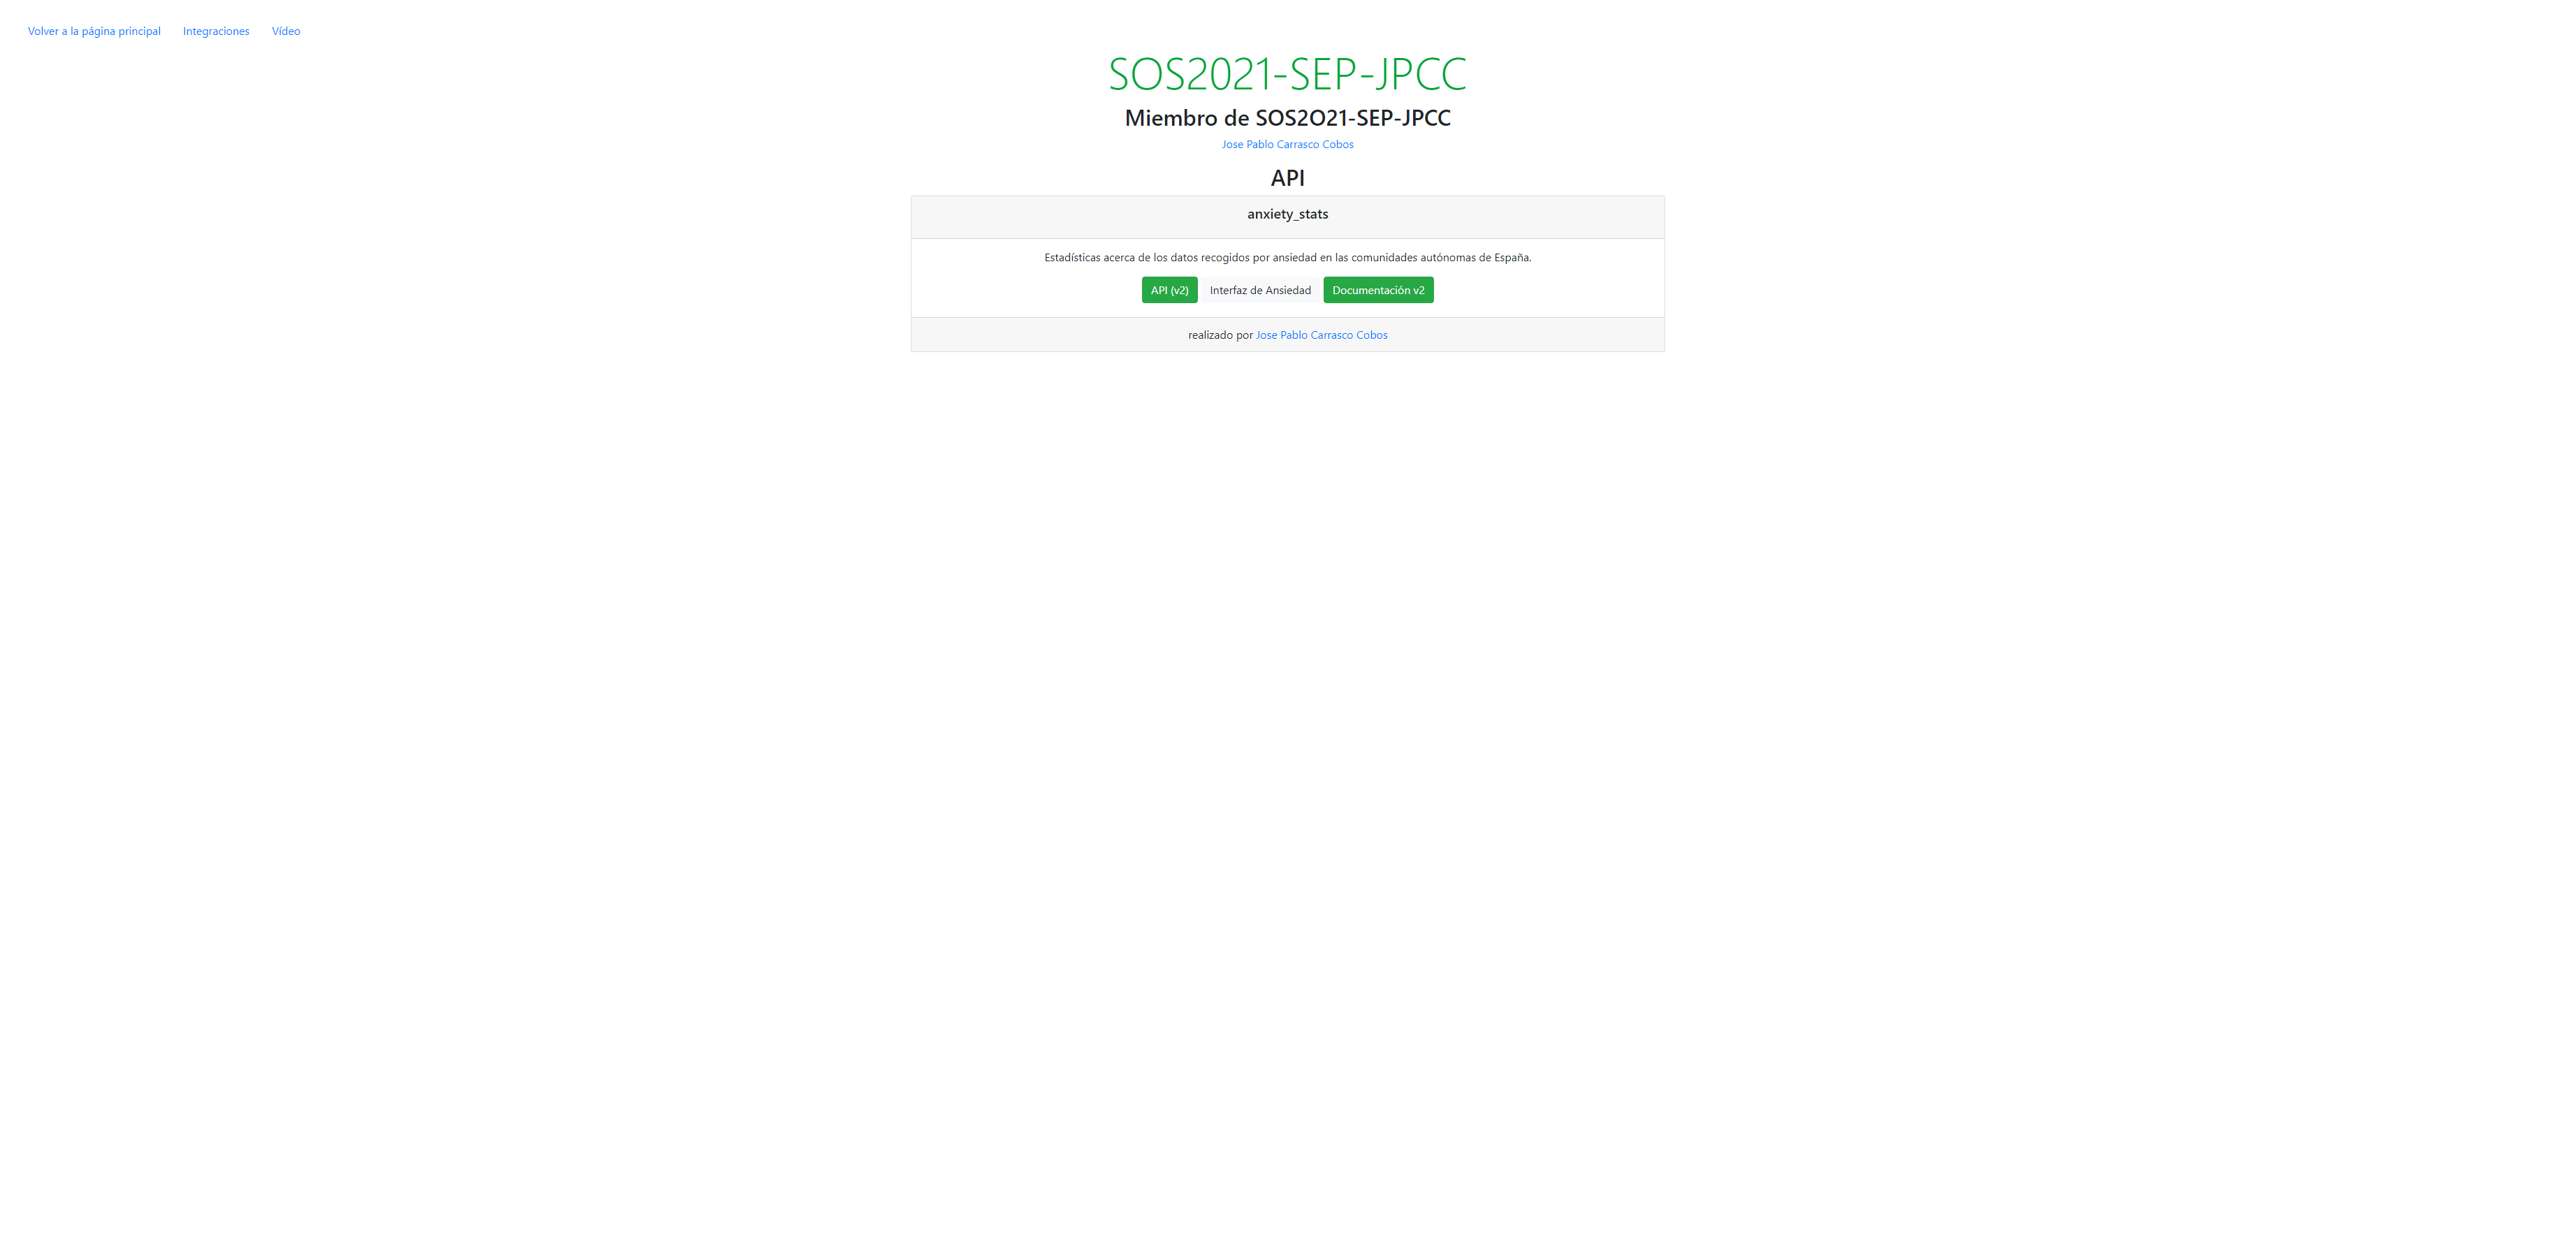 Volver a la página principal Integraciones Vídeo
SOS2021-SEP-JPCC
Miembro de SOS2O21-SEP-JPCC
Jose Pablo Carrasco Cobos
API
anxiety_stats
Estadísticas acerca de los datos recogidos por ansiedad en las comunidades autónomas de España.
API (v2) Interfaz de Ansiedad Documentación v2
realizado por Jose Pablo Carrasco Cobos